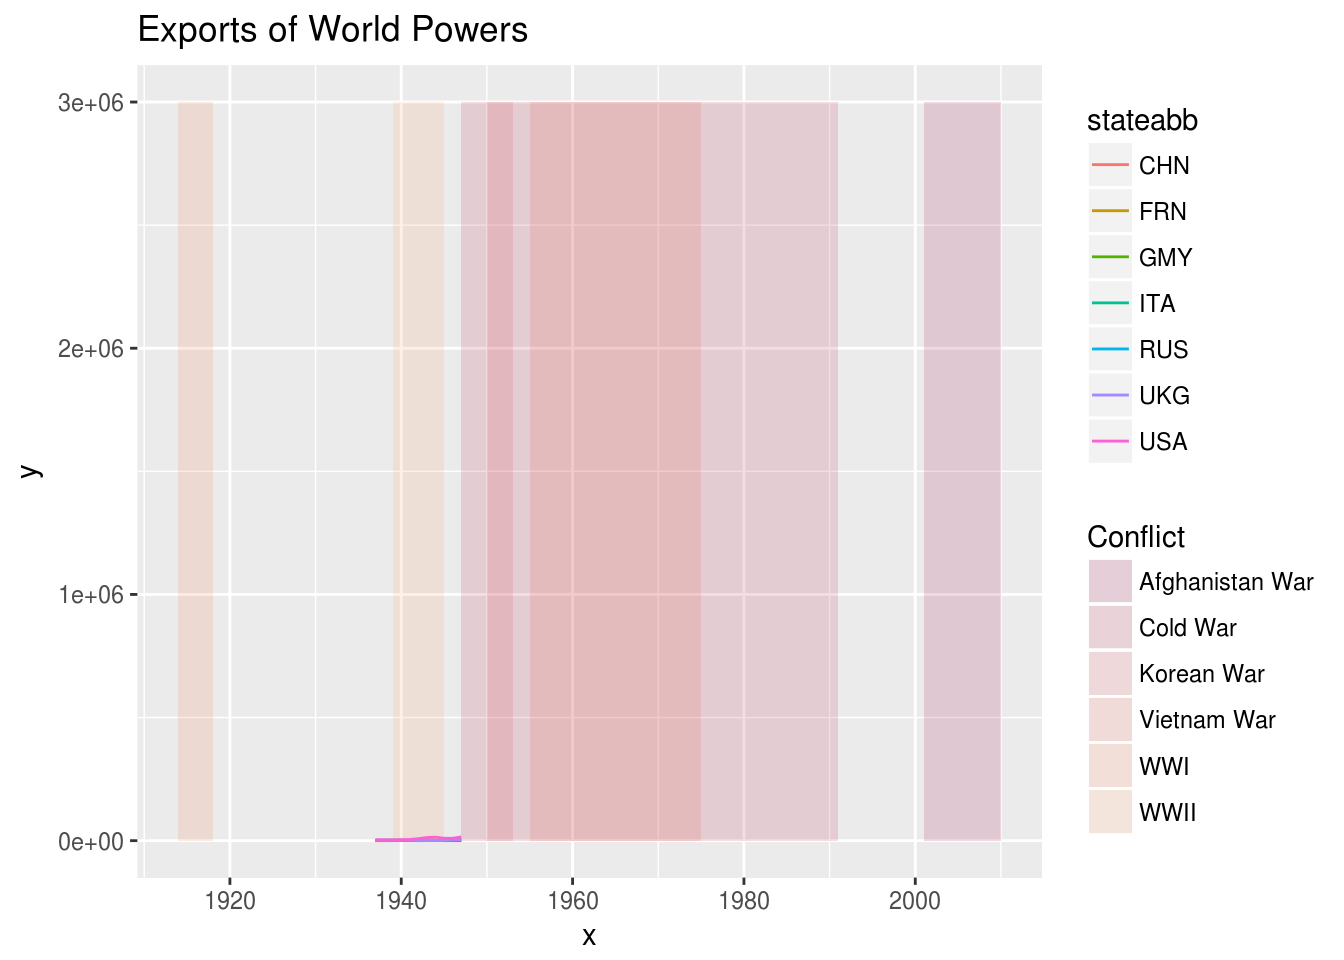 Exports of World Powers
3e+06
2e+06
1e+06
0e+00
y
1920
1940
1960
1980
2000
x
stateabb
CHN
FRN
GMY
ITA
RUS
UKG
USA
Conflict
Afghanistan War
Cold War
Korean War
Vietnam War
WWI
WWII